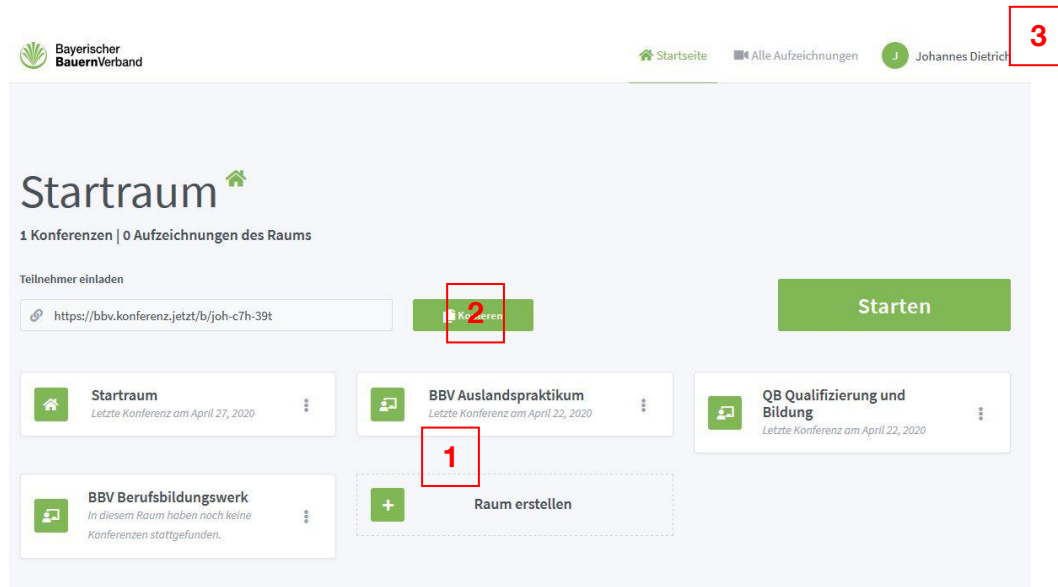 3
Bayerischer
BauernVerband
Startseite
Alle Aufzeichnungen
J
Johannes Dietrich
Startraum
1 Konferenzen | 0 Aufzeichnungen des Raums
Teilnehmer einladen
https://bbv.konferenz.jetzt/b/joh-c7h-39t
2
Starten
Startraum
Letzte Konferenz am April 27, 2020
BBV Auslandspraktikum
Letzte Konferenz am April 22, 2020
QB Qualifizierung und
Bildung
Letzte Konferenz am April 22, 2020
1
BBV Berufsbildungswerk
In diesem Raum haben noch keine
Konferenzen stattgefunden.
+
Raum erstellen